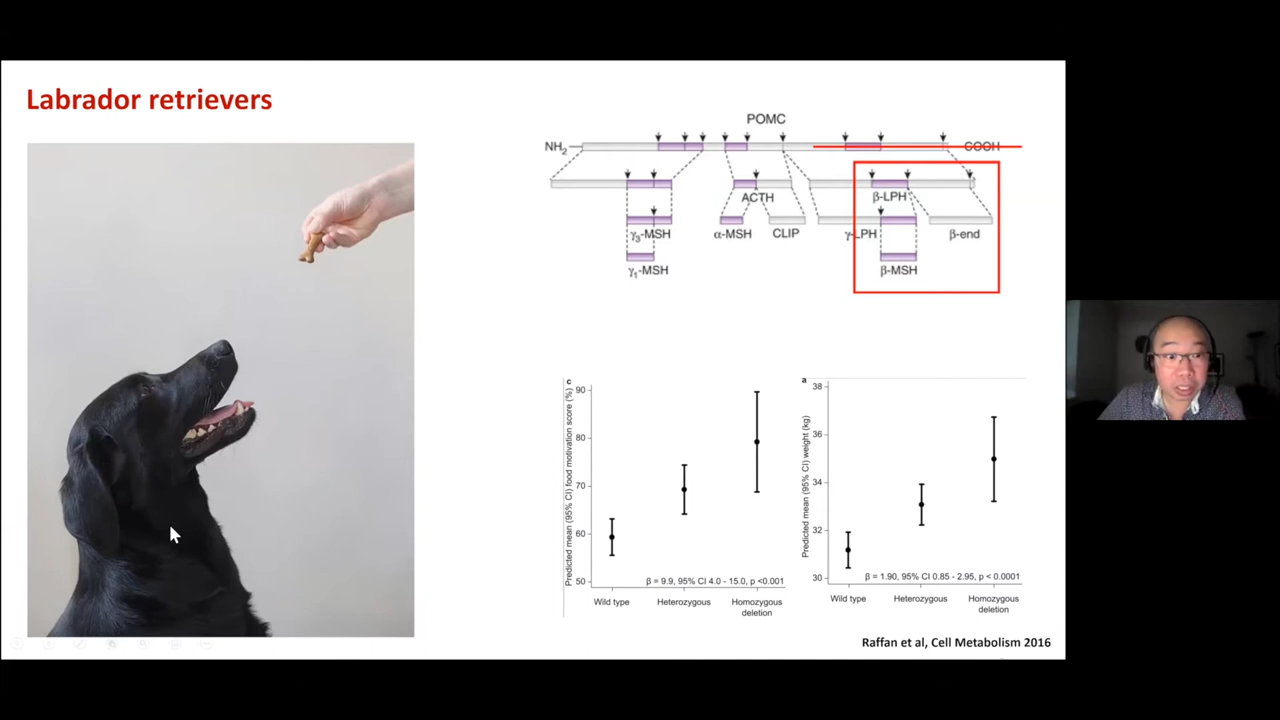 Labrador retrievers
POMC
NH2
COOH
ACTH
β-LPH
γ3-MSH
α-MSH
CLIP
γ-LPH
β-end
γ1-MSH
β-MSH
c
Predicted mean (95% CI) food motivation score (%)
90
80
70
60
50
β = 9.9, 95% CI 4.0 - 15.0, p <0.001
Wild type
Heterozygous
Homozygous
deletion
a
Predicted mean (95% CI) weight (kg)
38
36
34
32
30
β = 1.90, 95% CI 0.85 - 2.95, p < 0.0001
Wild type
Heterozygous
Homozygous
deletion
Raffan et al, Cell Metabolism 2016